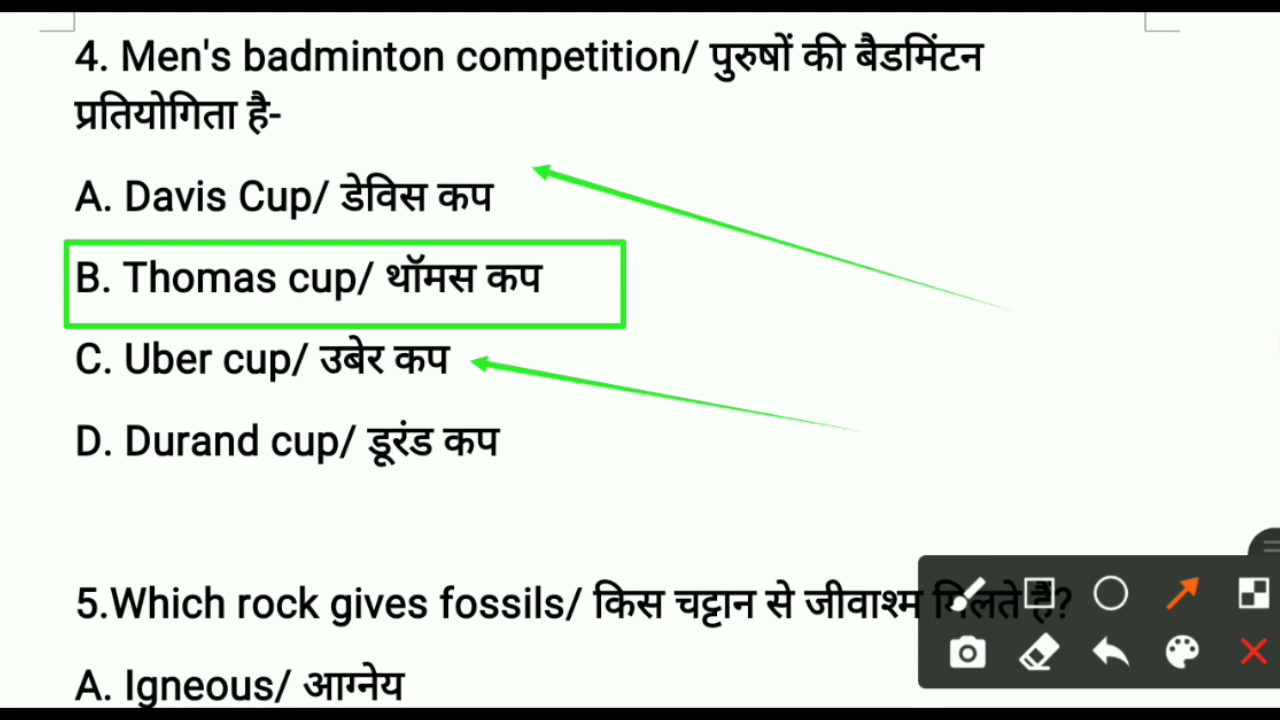 4. Men's badminton competition/ पुरुषों की बैडमिंटन
प्रतियोगिता है-
A. Davis Cup/ डेविस कप
B. Thomas cup/ थॉमस कप
C. Uber cup/ उबेर कप
D. Durand cup/ डूरंड कप
5.Which rock gives fossils/ किस चट्टान से जीवाश्म मिलते हैं?
A. Igneous/ आग्नेय